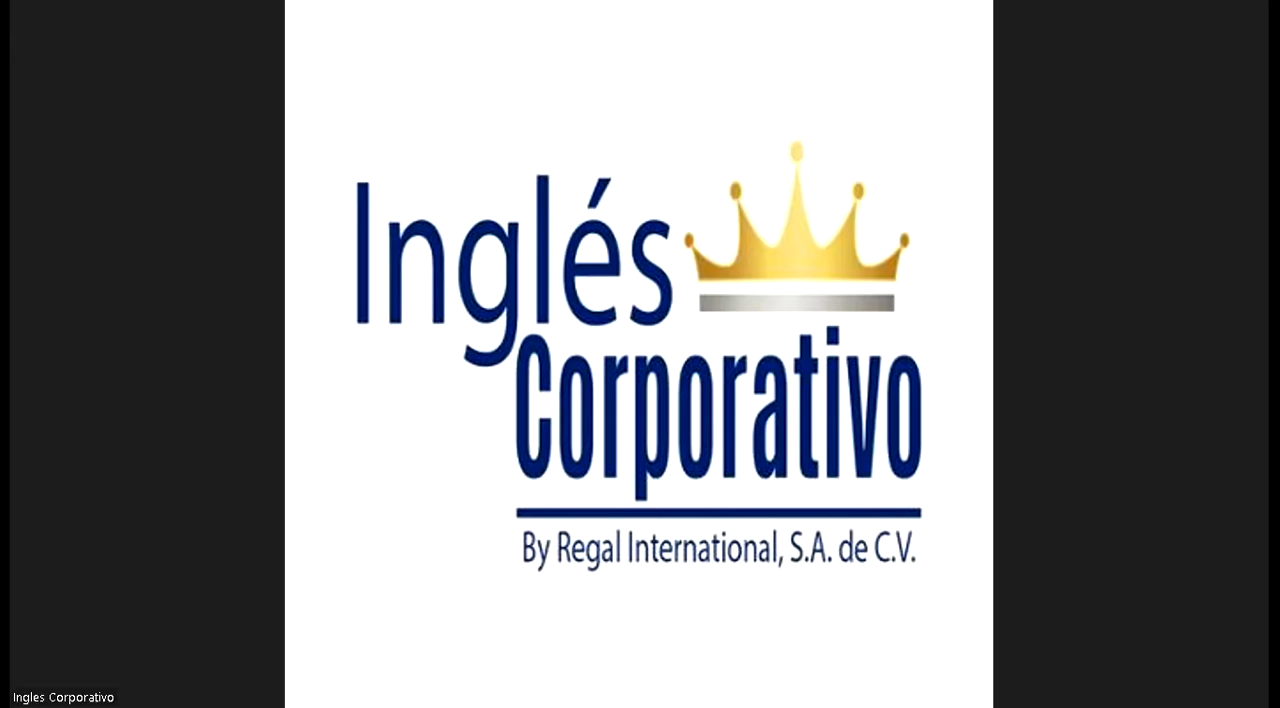 Inglés
Corporativo
By Regal International, S.A. de C.V.
Ingles Corporativo